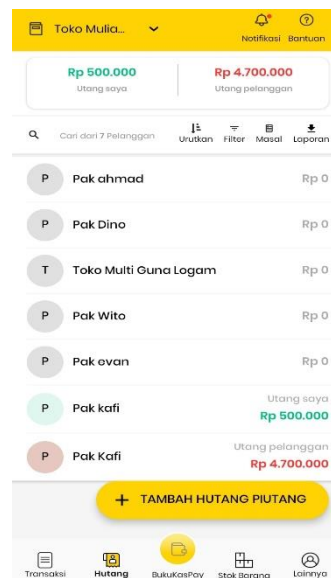 Toko Mulia...
Notifikasi Bantuan
Rp 500.000 Rp 4.700.000
Utang saya Utang pelanggan
Cari dari 7 Pelanggan Urutkan Filter Masal Laporan
P Pak ahmad Rp 0
P Pak Dino Rp 0
T Toko Multi Guna Logam Rp 0
P Pak Wito Rp 0
P Pak evan Rp 0
Utang saya
P Pak kafi
Rp 500.000
Utang pelanggan
P Pak Kafi
Rp 4.700.000
+ TAMBAH HUTANG PIUTANG
Transaksi Hutang BukuKasPay Stok Barang Lainnya